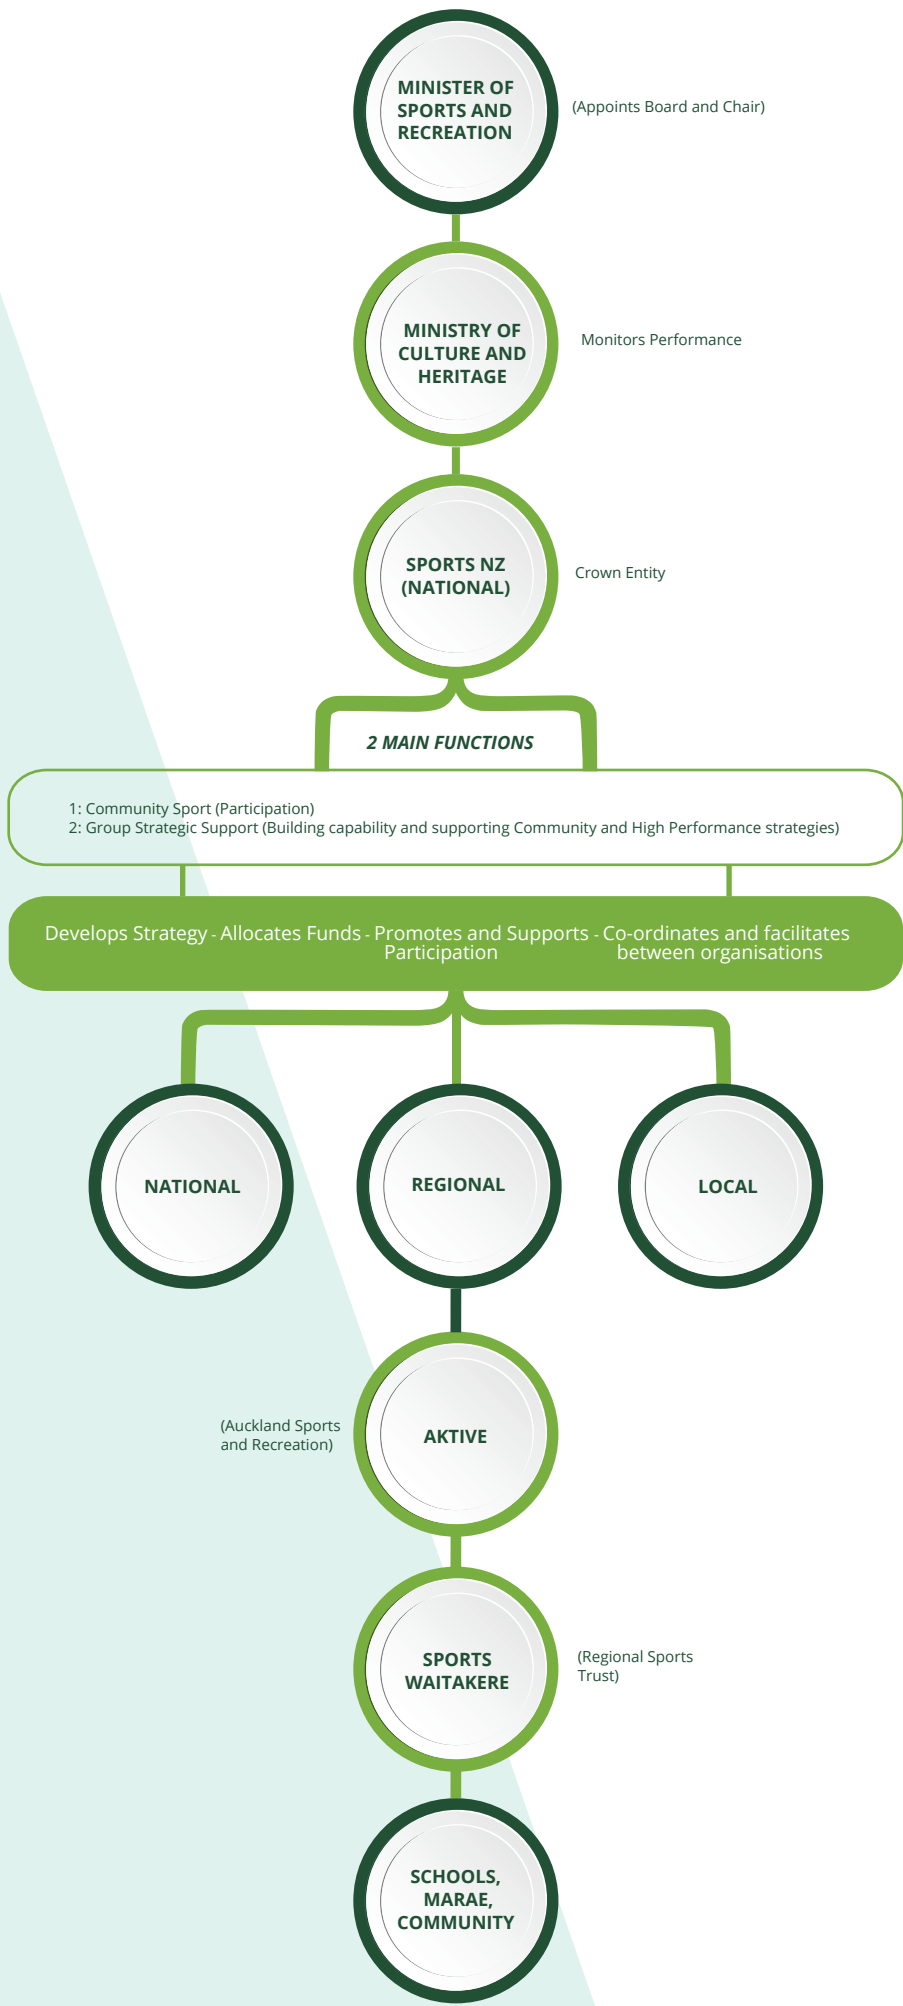 MINISTER OF
SPORTS AND
RECREATION
(Appoints Board and Chair)
MINISTRY OF
CULTURE AND
HERITAGE
Monitors Performance
SPORTS NZ
(NATIONAL)
Crown Entity
2 MAIN FUNCTIONS
1: Community Sport (Participation)
2: Group Strategic Support (Building capability and supporting Community and High Performance strategies)
Develops Strategy - Allocates Funds - Promotes and Supports - Co-ordinates and facilitates
Participation between organisations
NATIONAL
REGIONAL
LOCAL
(Auckland Sports
and Recreation)
AKTIVE
SPORTS
WAITAKERE
(Regional Sports
Trust)
SCHOOLS,
MARAE,
COMMUNITY